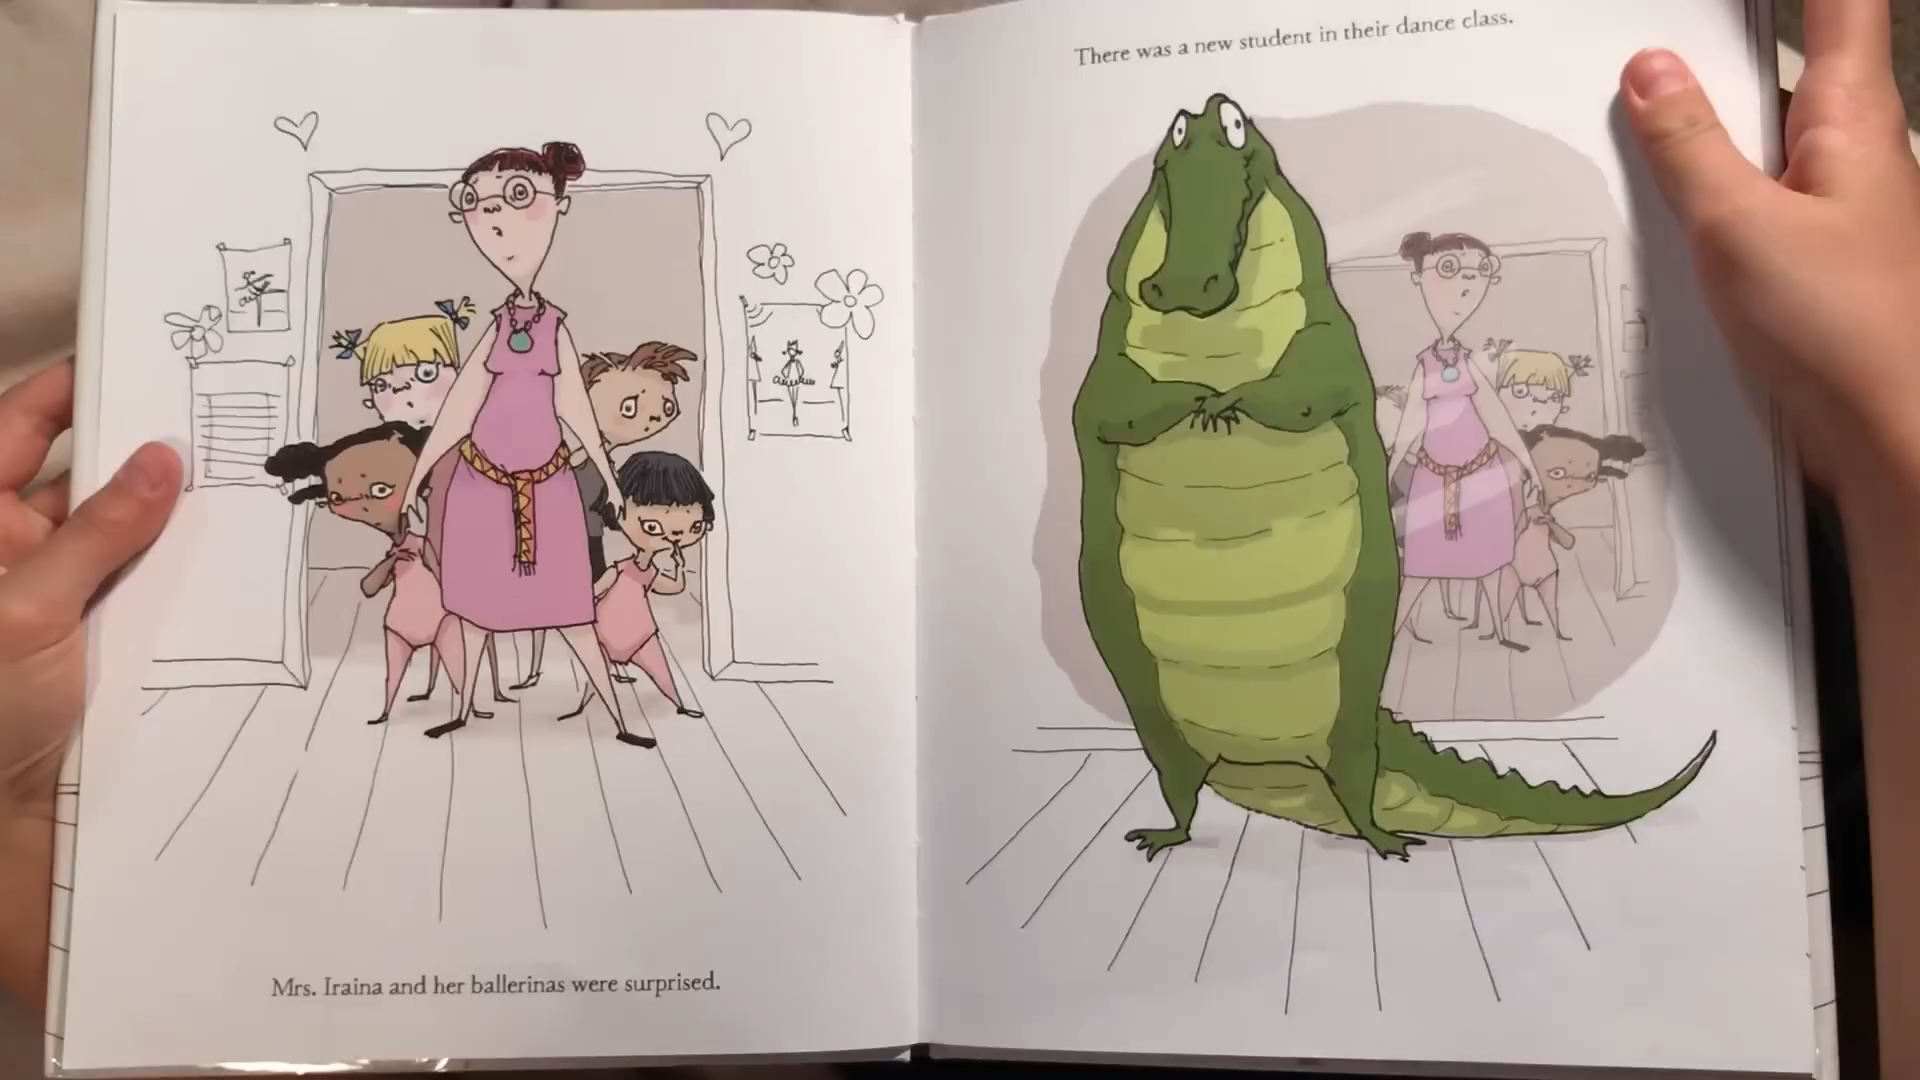 Mrs. Iraina and her ballerinas were surprised.
There was a new student in their dance class.